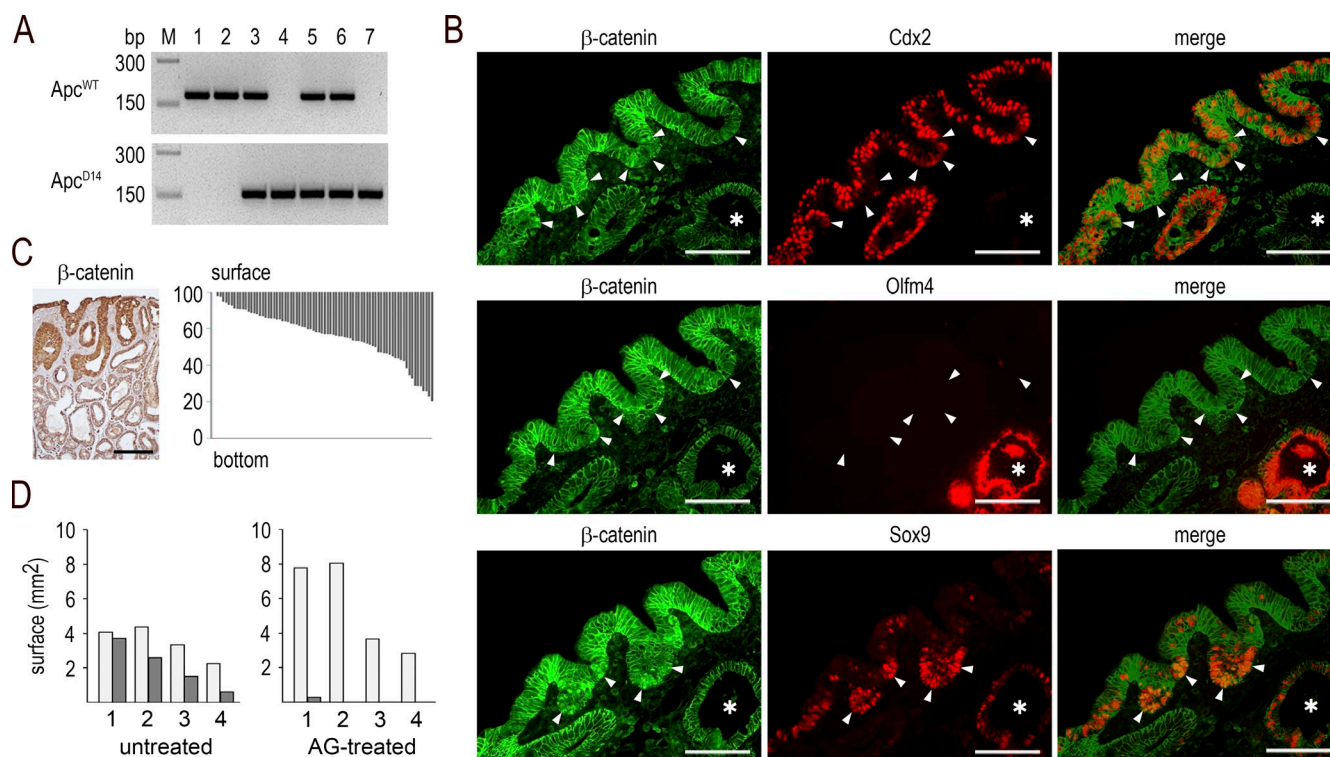 A
bp M 1 2 3 4 5 6 7
300
Apc^WT
150
300
Apc^D14
150
B
β-catenin Cdx2 merge
*
*
*
β-catenin Olfm4 merge
*
*
*
β-catenin Sox9 merge
*
*
*
C
β-catenin
surface
100
80
60
40
20
0
bottom
D
surface (mm²)
10
8
6
4
2
1 2 3 4
untreated
10
8
6
4
2
1 2 3 4
AG-treated